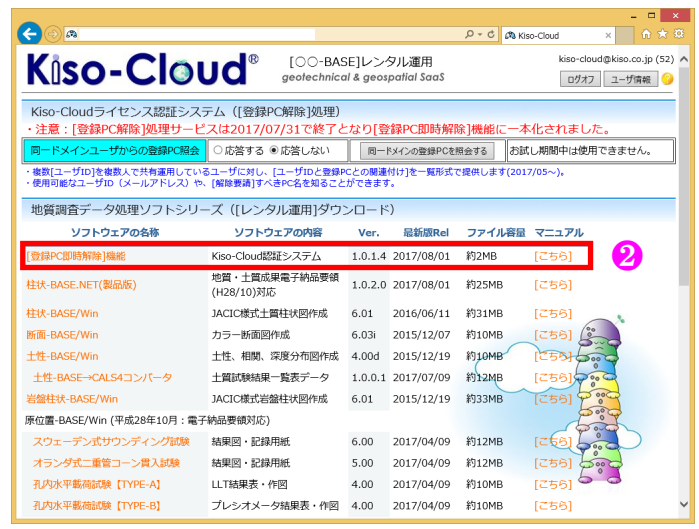 Kiso-Cloud
Kiso-Cloud®
[○○-BASE]レンタル運用
geotechnical & geospatial SaaS
kiso-cloud@kiso.co.jp (52)
ログオフ ユーザ情報
Kiso-Cloudライセンス認証システム（[登録PC解除]処理）
・注意：[登録PC解除]処理サービスは2017/07/31で終了となり[登録PC即時解除]機能に一本化されました。
同一ドメインユーザからの登録PC照会 ○応答する ●応答しない 同一ドメインの登録PCを照会する お試し期間中は使用できません。
・複数[ユーザID]を複数人で共有運用しているユーザに対し、[ユーザIDと登録PCとの関連付け]を一覧形式で提供します(2017/05～)。
・使用可能なユーザID（メールアドレス）や、[解除要請]すべきPC名を知ることができます。
地質調査データ処理ソフトシリーズ（[レンタル運用]ダウンロード）
ソフトウェアの名称 ソフトウェアの内容 Ver. 最新版Rel ファイル容量 マニュアル
[登録PC即時解除]機能 Kiso-Cloud認証システム 1.0.1.4 2017/08/01 約2MB [こちら]
❷
柱状-BASE.NET(製品版) 地質・土質成果電子納品要領(H28/10)対応 1.0.2.0 2017/08/01 約25MB [こちら]
柱状-BASE/Win JACIC様式土質柱状図作成 6.01 2016/06/11 約31MB [こちら]
断面-BASE/Win カラー断面図作成 6.03i 2015/12/07 約10MB [こちら]
土性-BASE/Win 土性、相関、深度分布図作成 4.00d 2015/12/19 約10MB [こちら]
土性-BASE→CALS4コンバータ 土質試験結果一覧表データ 1.0.0.1 2017/07/09 約12MB [こちら]
岩盤柱状-BASE/Win JACIC様式岩盤柱状図作成 6.01 2015/12/19 約33MB [こちら]
原位置-BASE/Win (平成28年10月：電子納品要領対応)
スウェーデン式サウンディング試験 結果図・記録用紙 6.00 2017/04/09 約12MB [こちら]
オランダ式二重管コーン貫入試験 結果図・記録用紙 5.00 2017/04/09 約10MB [こちら]
孔内水平載荷試験【TYPE-A】 LLT結果表・作図 4.00 2017/04/09 約10MB [こちら]
孔内水平載荷試験【TYPE-B】 プレシオメータ結果表・作図 4.00 2017/04/09 約10MB [こちら]